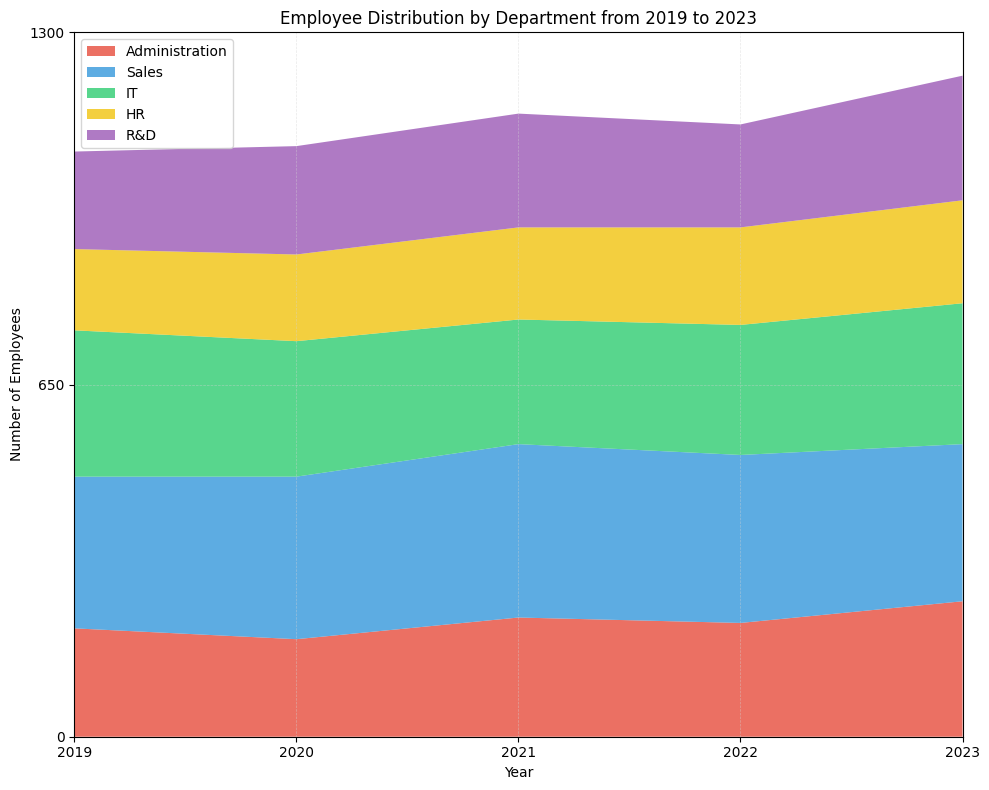 Employee Distribution by Department from 2019 to 2023
1300
650
0
Number of Employees
Administration
Sales
IT
HR
R&D
2019
2020
2021
2022
2023
Year